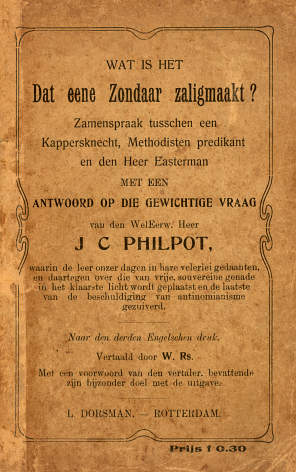 WAT IS HET
Dat eene Zondaar zaligmaakt?
Zamenspraak tusschen een
Kappersknecht, Methodisten predikant
en den Heer Easterman
MET EEN
ANTWOORD OP DIE GEWICHTIGE VRAAG
van den WelEerw. Heer
J C PHILPOT,
waarin de leer onzer dagen in hare velerlei gedaanten,
en daartegen over die van vrije, souvereine genade
in het klaarste licht wordt geplaatst en de laatste
van de beschuldiging van antinomianisme
gezuiverd.
Naar den derden Engelschen druk.
Vertaald door W. Rs.
Met een voorwoord van den vertaler, bevattende
zijn bijzonder doel met de uitgave.
L. DORSMAN. — ROTTERDAM.
Prijs f 0.30